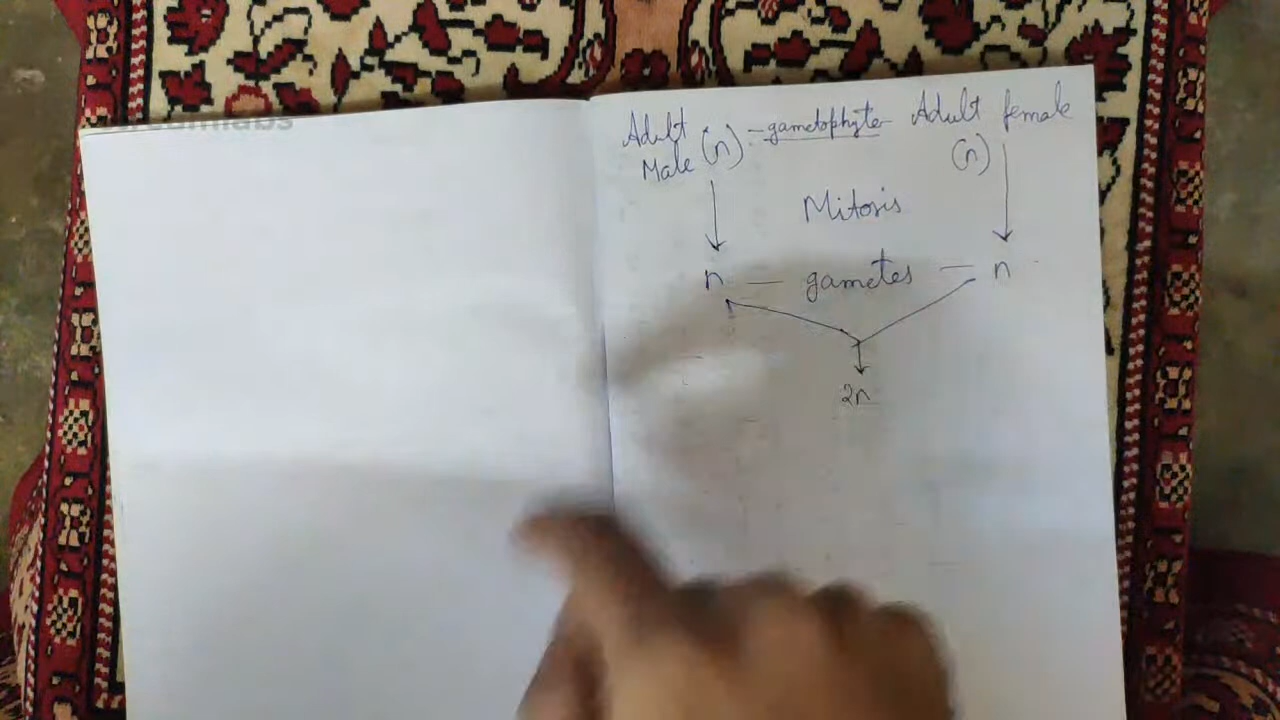 Adult Male (n) – gametophyte Adult female (n)
Mitosis
n — gametes — n
2n